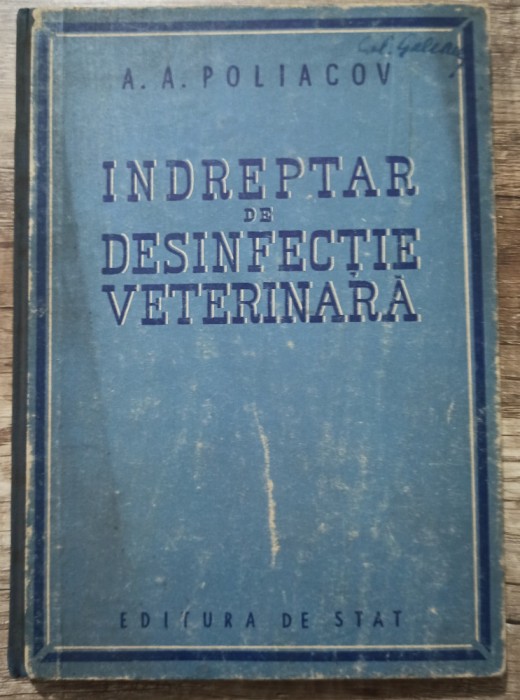 A. A. POLIACOV
INDREPTAR
DE
DESINFECȚIE
VETERINARĂ
EDITURA DE STAT